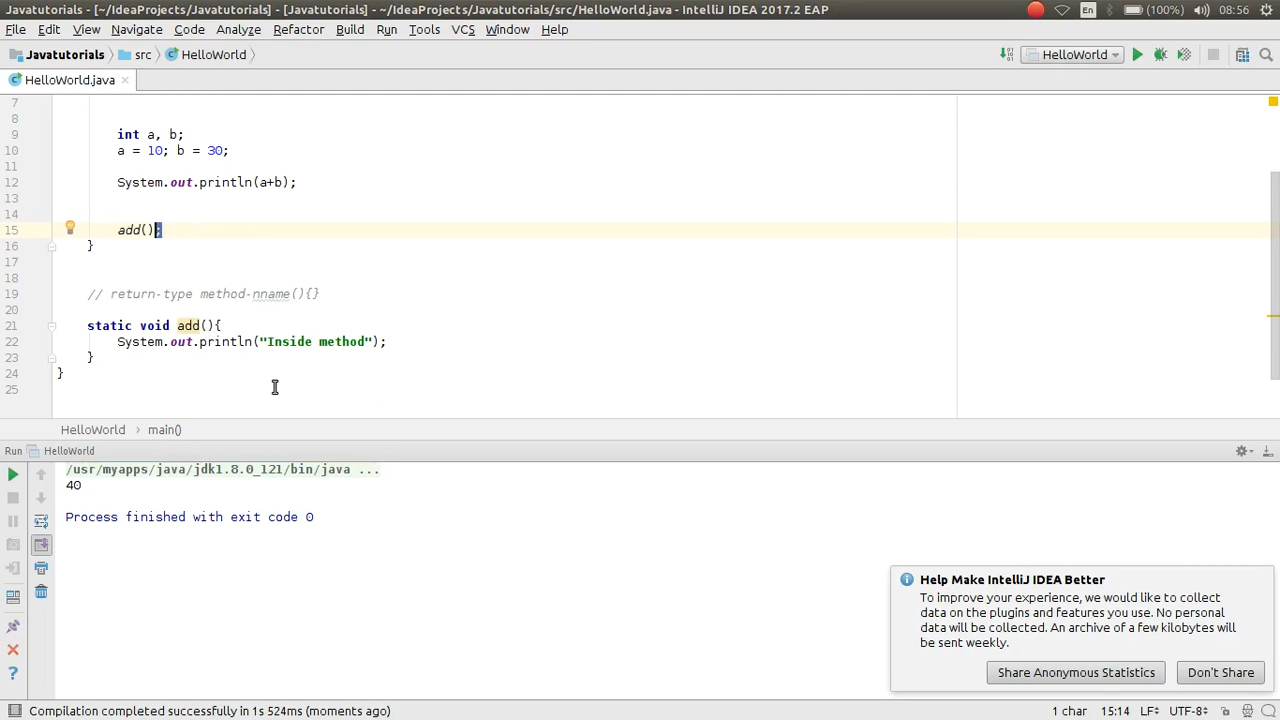 Javatutorials - [~/IdeaProjects/Javatutorials] - [Javatutorials] - ~/IdeaProjects/Javatutorials/src/HelloWorld.java - IntelliJ IDEA 2017.2 EAP
En (100%) 08:56
File Edit View Navigate Code Analyze Refactor Build Run Tools VCS Window Help
Javatutorials src HelloWorld HelloWorld
HelloWorld.java
7
8
9 int a, b;
10 a = 10; b = 30;
11
12 System.out.println(a+b);
13
14
15 add();
16 }
17
18
19 // return-type method-nname(){}
20
21 static void add(){
22 System.out.println("Inside method");
23 }
24 }
25
HelloWorld main()
Run HelloWorld
/usr/myapps/java/jdk1.8.0_121/bin/java ...
40
Process finished with exit code 0
Help Make IntelliJ IDEA Better
To improve your experience, we would like to collect
data on the plugins and features you use. No personal
data will be collected. An archive of a few kilobytes will
be sent weekly.
Share Anonymous Statistics Don't Share
Compilation completed successfully in 1s 524ms (moments ago) 1 char 15:14 LF UTF-8